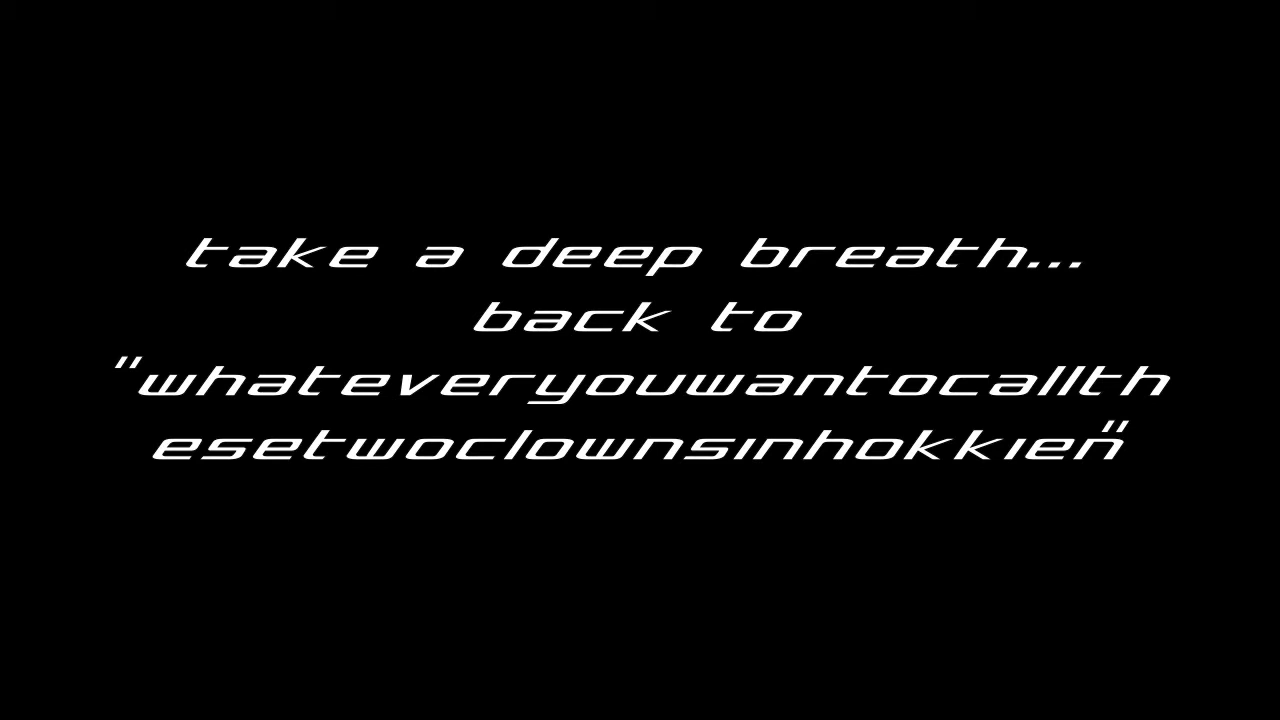 take a deep breath...
back to
"whateveryouwantocallth
esetwoclownsinhokkien"